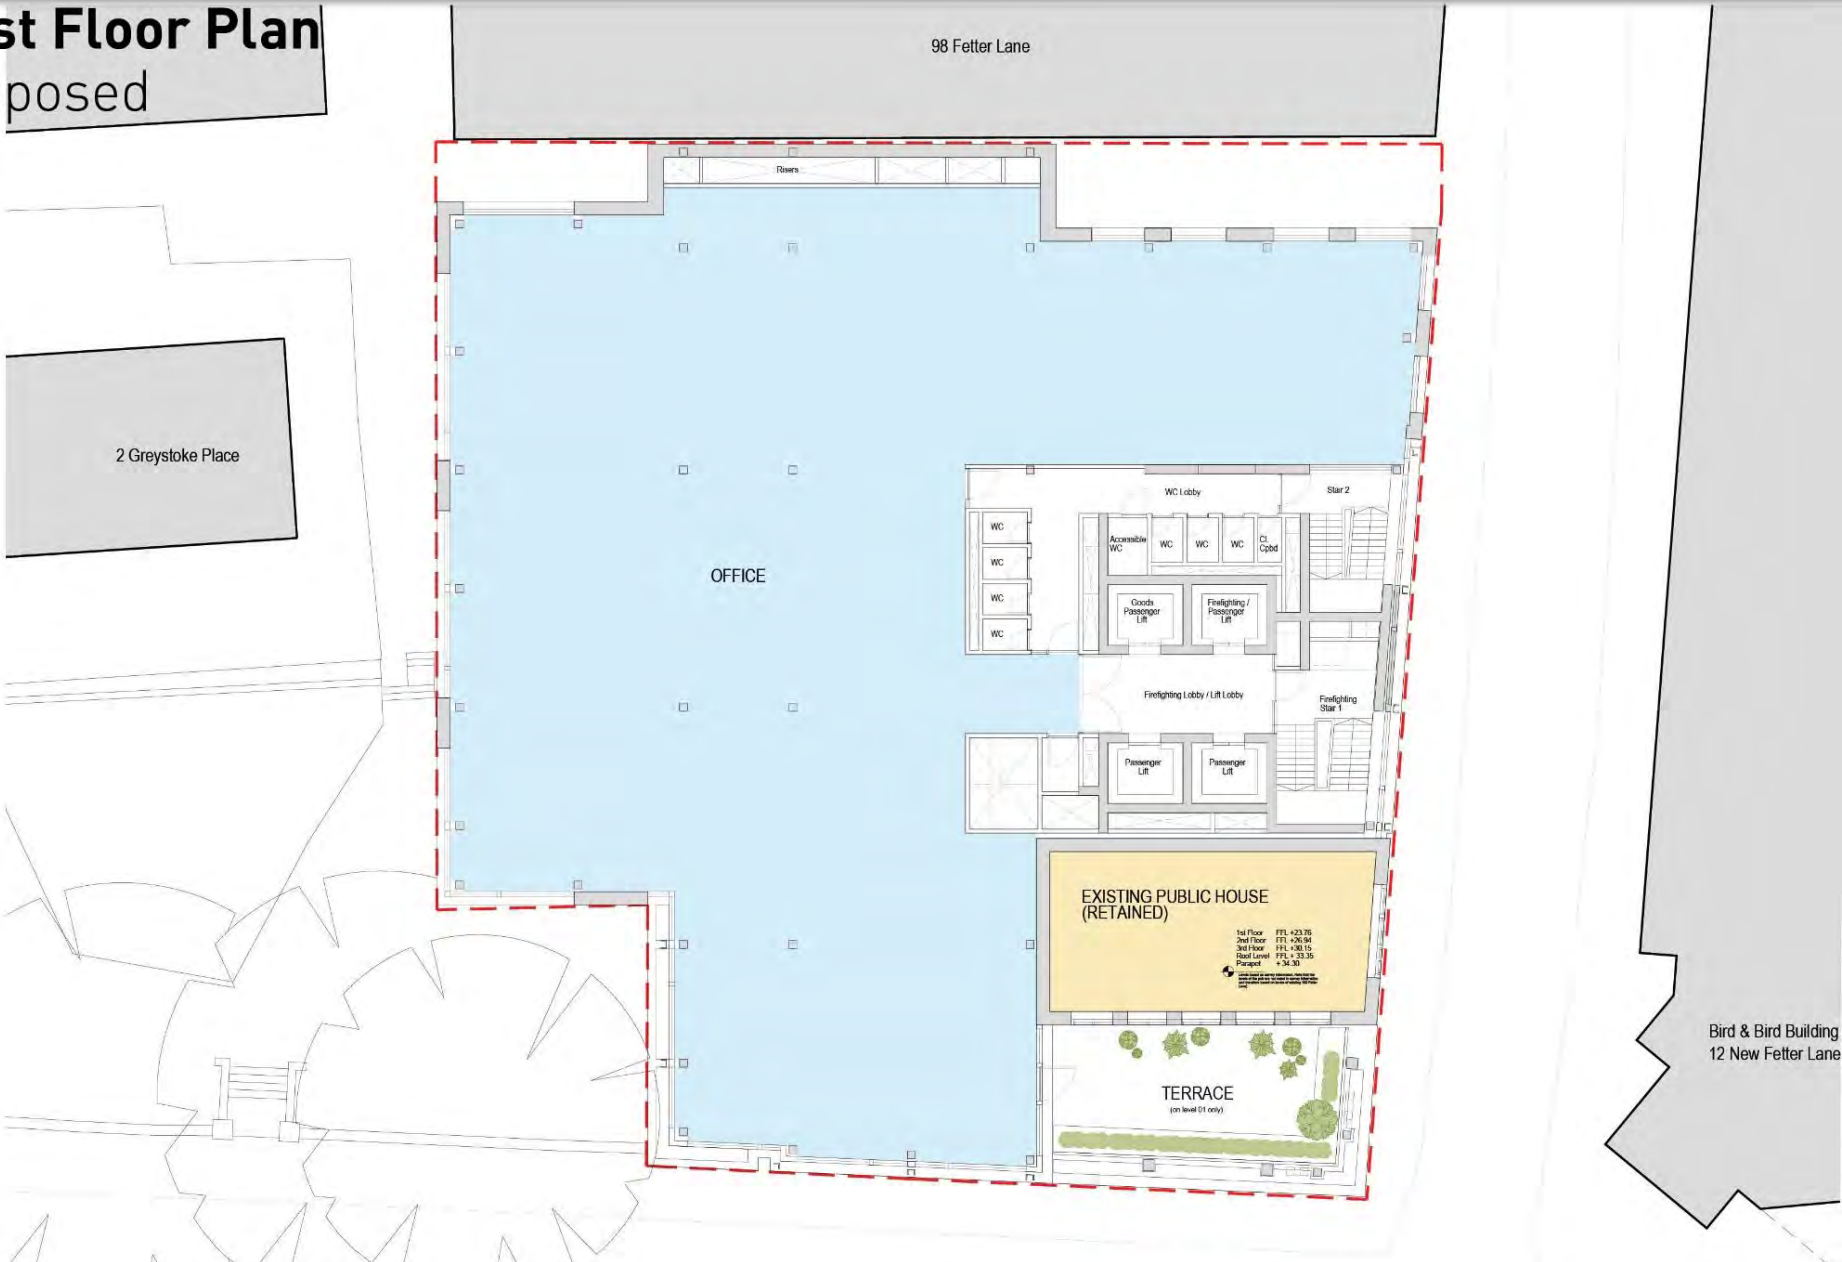 st Floor Plan
posed
98 Fetter Lane
Risers
2 Greystoke Place
OFFICE
WC Lobby
Stair 2
WC
WC
WC
WC
Accessible
WC
WC
WC
WC
Cl.
Cpbd
Goods
Passenger
Lift
Firefighting /
Passenger
Lift
Firefighting Lobby / Lift Lobby
Firefighting
Stair 1
Passenger
Lift
Passenger
Lift
EXISTING PUBLIC HOUSE
(RETAINED)
1st Floor FFL +23.76
2nd Floor FFL +26.94
3rd Floor FFL +30.15
Roof Level FFL + 33.35
Parapet + 34.30
TERRACE
(on level 01 only)
Bird & Bird Building
12 New Fetter Lane